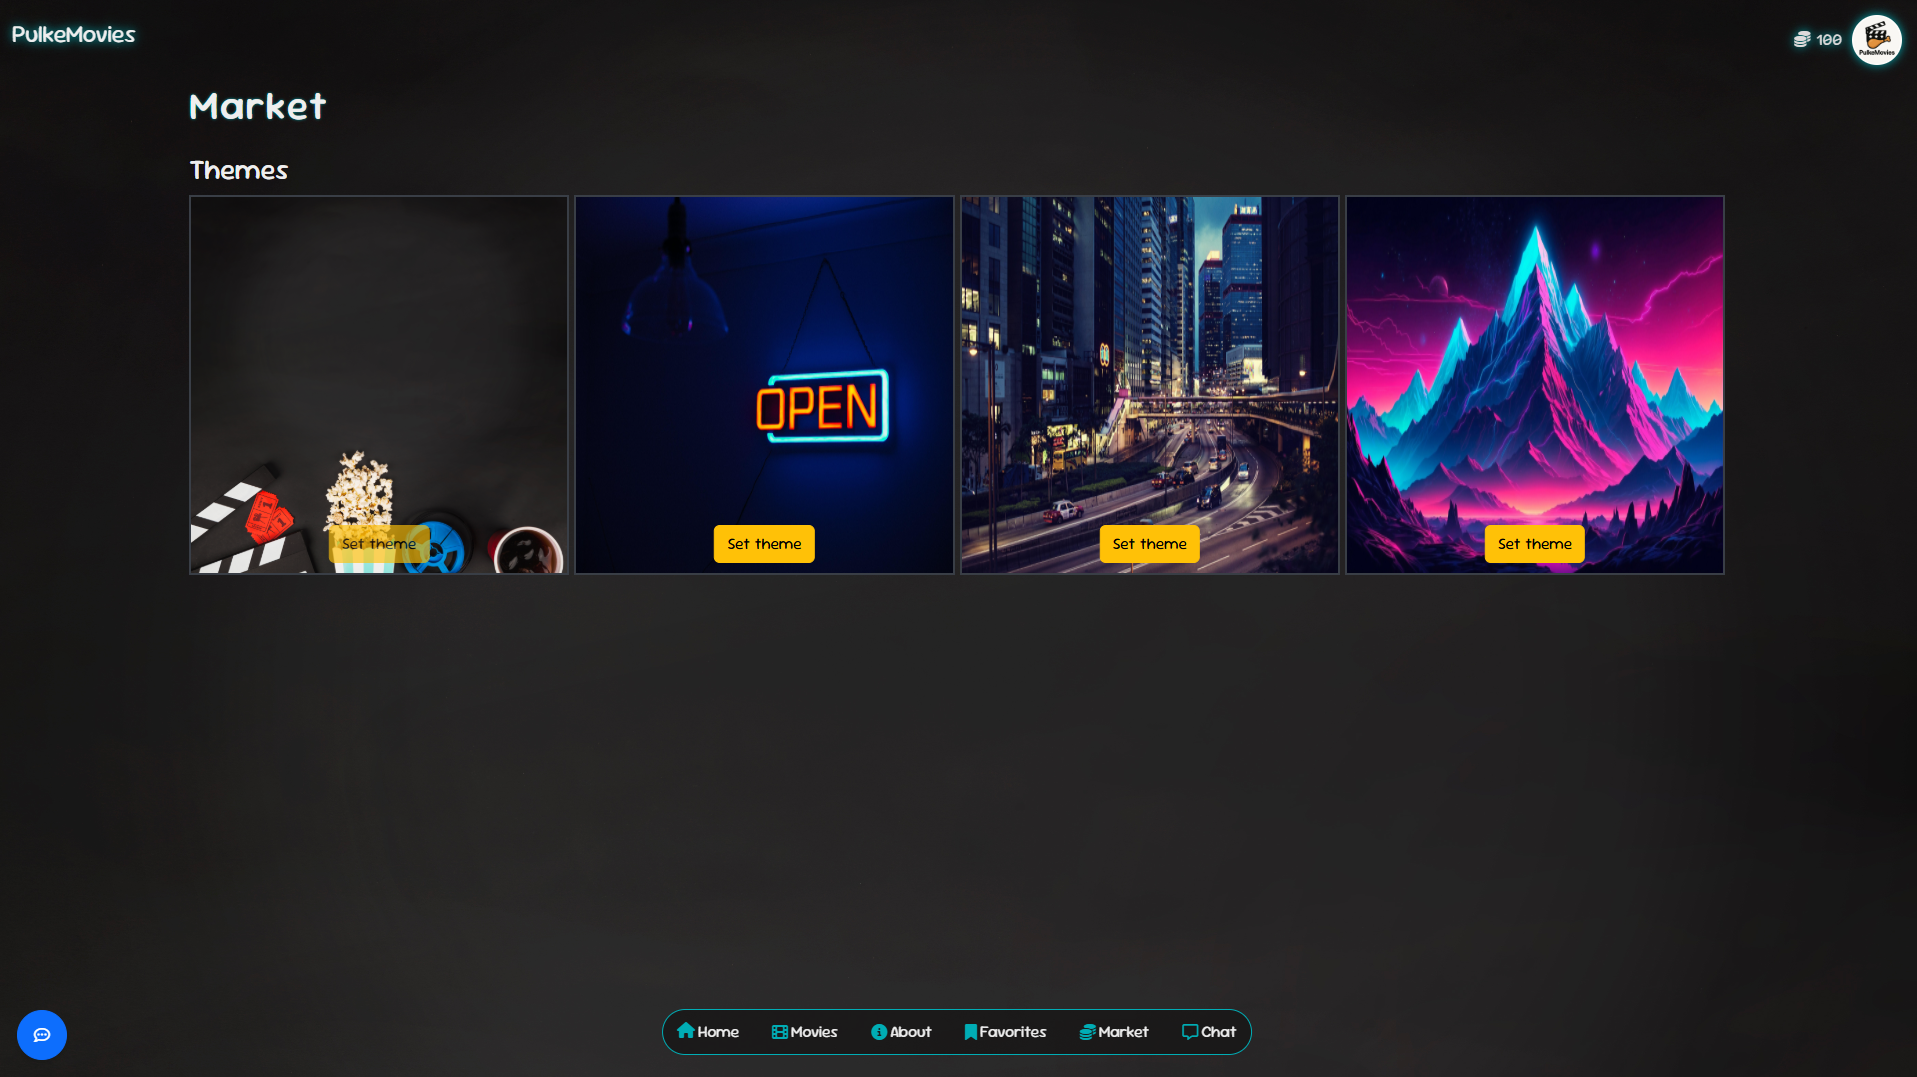 PulkeMovies
100
PulkeMovies
Market
Themes
OPEN
Set theme
Set theme
Set theme
Set theme
Home
Movies
About
Favorites
Market
Chat